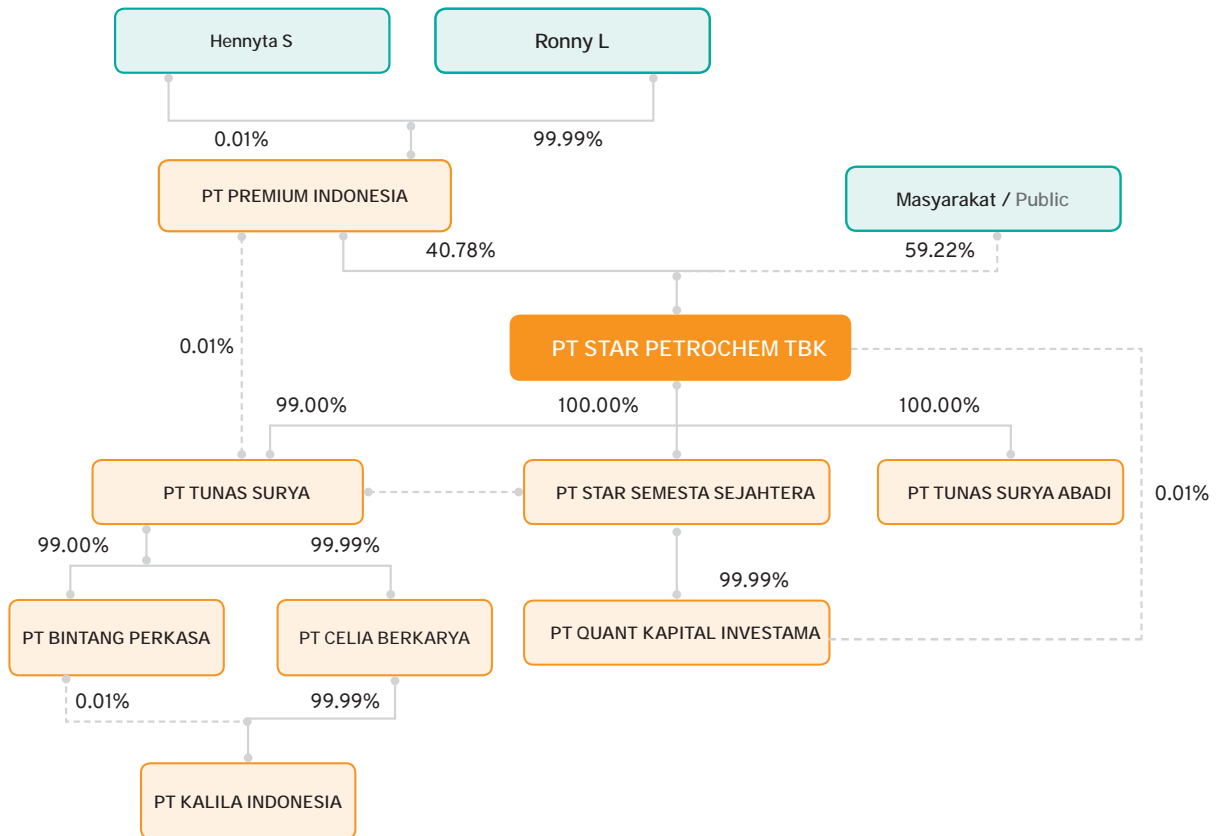 Hennyta S
Ronny L
0.01%
99.99%
PT PREMIUM INDONESIA
Masyarakat / Public
40.78%
59.22%
0.01%
PT STAR PETROCHEM TBK
99.00%
100.00%
100.00%
PT TUNAS SURYA
PT STAR SEMESTA SEJAHTERA
PT TUNAS SURYA ABADI
0.01%
99.00%
99.99%
99.99%
PT BINTANG PERKASA
PT CELIA BERKARYA
PT QUANT KAPITAL INVESTAMA
0.01%
99.99%
PT KALILA INDONESIA